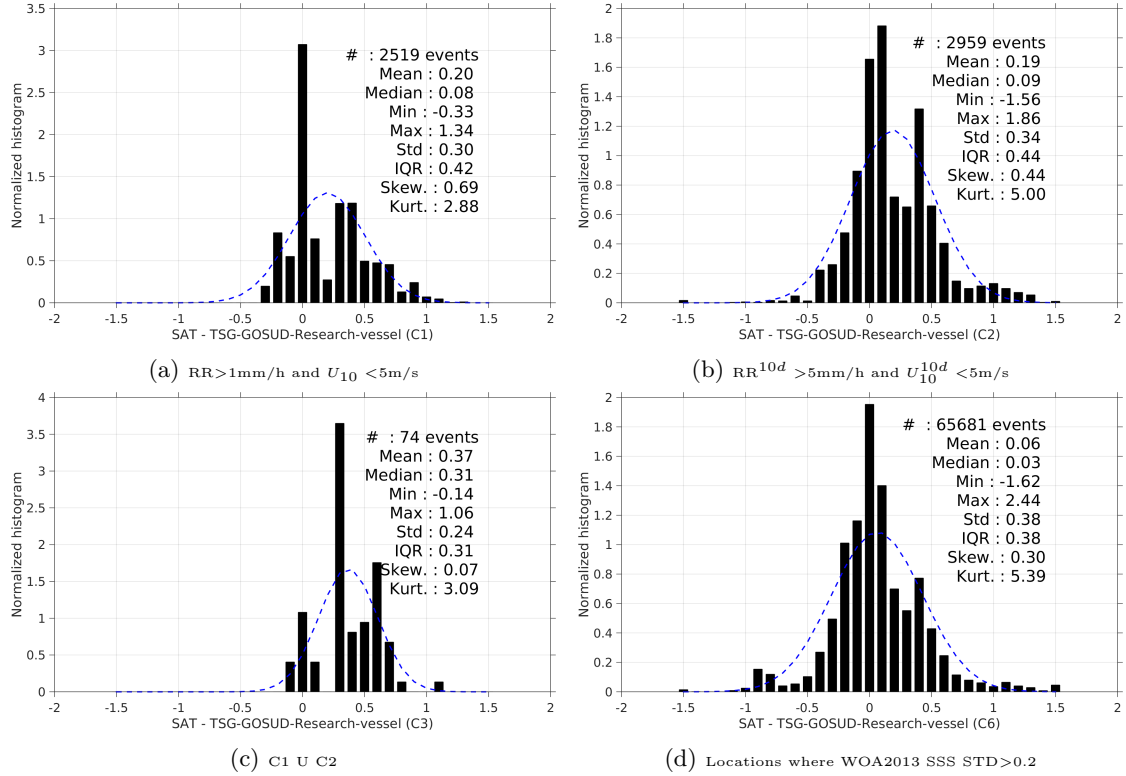 3.5
3
2.5
2
1.5
1
0.5
0
Normalized histogram
# : 2519 events
Mean : 0.20
Median : 0.08
Min : -0.33
Max : 1.34
Std : 0.30
IQR : 0.42
Skew. : 0.69
Kurt. : 2.88
-2 -1.5 -1 -0.5 0 0.5 1 1.5 2
SAT - TSG-GOSUD-Research-vessel (C1)
(a) RR>1mm/h and U10 <5m/s
2
1.8
1.6
1.4
1.2
1
0.8
0.6
0.4
0.2
0
Normalized histogram
# : 2959 events
Mean : 0.19
Median : 0.09
Min : -1.56
Max : 1.86
Std : 0.34
IQR : 0.44
Skew. : 0.44
Kurt. : 5.00
-2 -1.5 -1 -0.5 0 0.5 1 1.5 2
SAT - TSG-GOSUD-Research-vessel (C2)
(b) RR^10d >5mm/h and U10^10d <5m/s
4
3.5
3
2.5
2
1.5
1
0.5
0
Normalized histogram
# : 74 events
Mean : 0.37
Median : 0.31
Min : -0.14
Max : 1.06
Std : 0.24
IQR : 0.31
Skew. : 0.07
Kurt. : 3.09
-2 -1.5 -1 -0.5 0 0.5 1 1.5 2
SAT - TSG-GOSUD-Research-vessel (C3)
(c) C1 U C2
2
1.8
1.6
1.4
1.2
1
0.8
0.6
0.4
0.2
0
Normalized histogram
# : 65681 events
Mean : 0.06
Median : 0.03
Min : -1.62
Max : 2.44
Std : 0.38
IQR : 0.38
Skew. : 0.30
Kurt. : 5.39
-2 -1.5 -1 -0.5 0 0.5 1 1.5 2
SAT - TSG-GOSUD-Research-vessel (C6)
(d) Locations where WOA2013 SSS STD>0.2